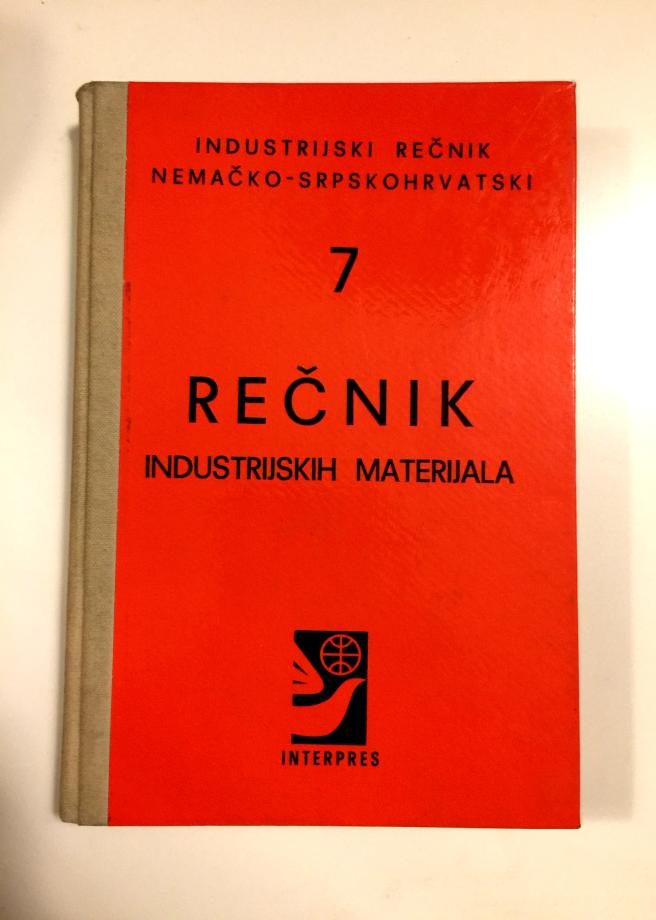 INDUSTRIJSKI REČNIK
NEMAČKO-SRPSKOHRVATSKI
7
REČNIK
INDUSTRIJSKIH MATERIJALA
INTERPRES